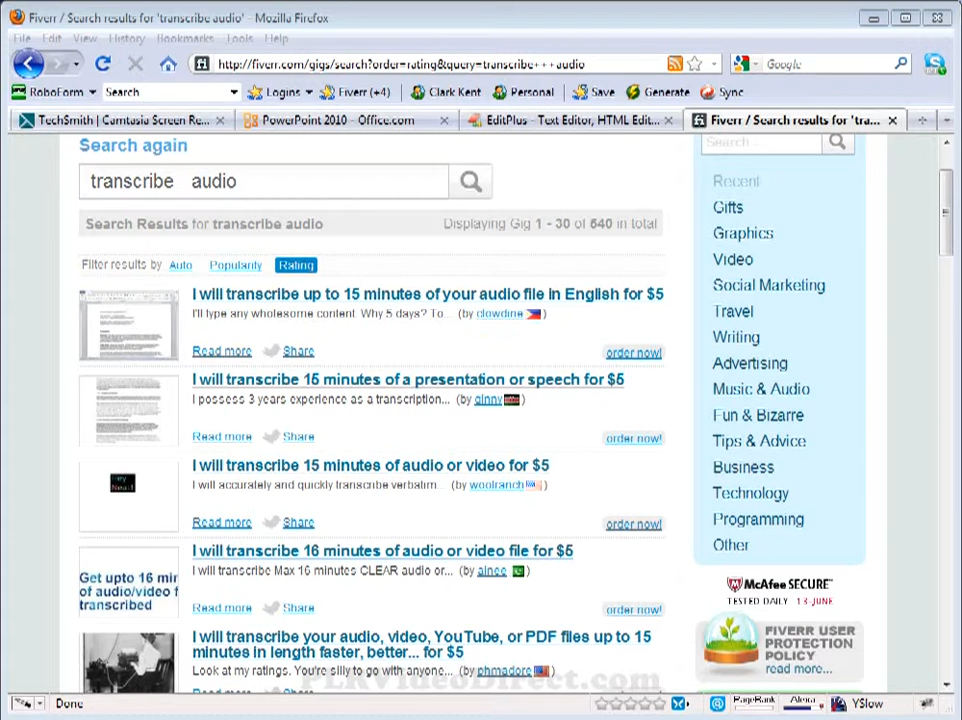 Fiverr / Search results for 'transcribe audio' - Mozilla Firefox
File Edit View History Bookmarks Tools Help
http://fiverr.com/gigs/search?order=rating&query=transcribe+++audio
Google
RoboForm Search Logins Fiverr (+4) Clark Kent Personal Save Generate Sync
TechSmith | Camtasia Screen Re...
PowerPoint 2010 - Office.com
EditPlus - Text Editor, HTML Edit...
Fiverr / Search results for 'tra...
Search again
transcribe audio
Search Results for transcribe audio
Displaying Gig 1 - 30 of 640 in total
Filter results by Auto Popularity Rating
I will transcribe up to 15 minutes of your audio file in English for $5
I'll type any wholesome content. Why 5 days? To... (by clowdine )
Read more Share order now!
I will transcribe 15 minutes of a presentation or speech for $5
I possess 3 years experience as a transcription... (by ginny )
Read more Share order now!
I will transcribe 15 minutes of audio or video for $5
Hey
Neal!
I will accurately and quickly transcribe verbatim... (by woolranch )
Read more Share order now!
I will transcribe 16 minutes of audio or video file for $5
Get upto 16 min
of audio/video f
transcribed
I will transcribe Max 16 minutes CLEAR audio or... (by ainee )
Read more Share order now!
I will transcribe your audio, video, YouTube, or PDF files up to 15
minutes in length faster, better... for $5
Look at my ratings. You're silly to go with anyone... (by phmadore )
PLRVideoDirect.com
Search...
Recent
Gifts
Graphics
Video
Social Marketing
Travel
Writing
Advertising
Music & Audio
Fun & Bizarre
Tips & Advice
Business
Technology
Programming
Other
McAfee SECURE™
TESTED DAILY 13-JUNE
FIVERR USER
PROTECTION
POLICY
read more...
Done
PageRank
Alexa
YSlow